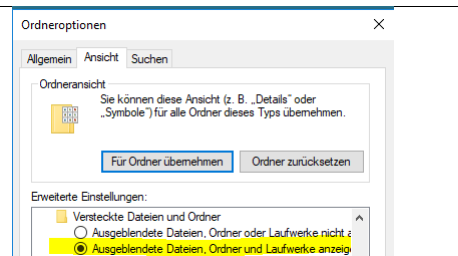 Ordneroptionen
Allgemein Ansicht Suchen
Ordneransicht
Sie können diese Ansicht (z. B. „Details" oder
„Symbole") für alle Ordner dieses Typs übernehmen.
Für Ordner übernehmen Ordner zurücksetzen
Erweiterte Einstellungen:
Versteckte Dateien und Ordner
Ausgeblendete Dateien, Ordner oder Laufwerke nicht a
Ausgeblendete Dateien, Ordner und Laufwerke anzeig